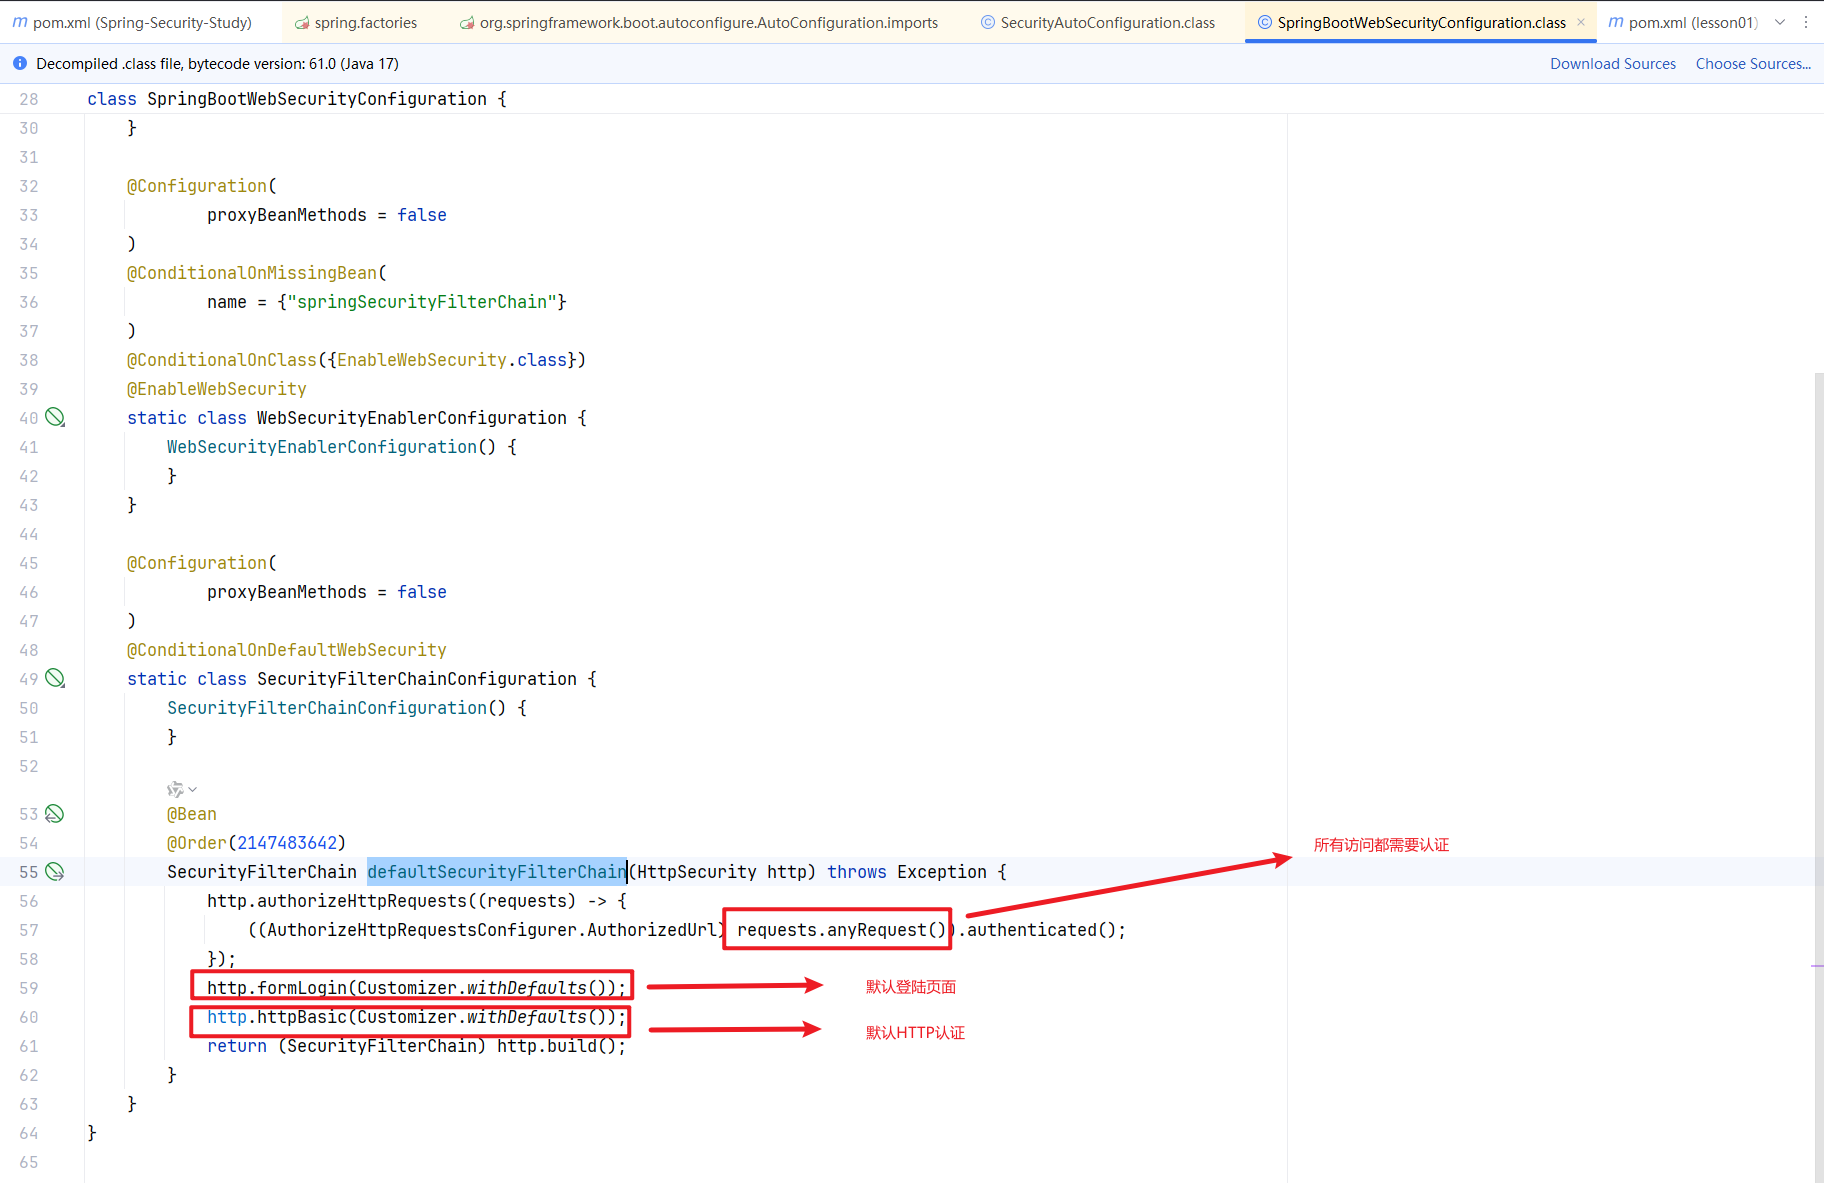 pom.xml (Spring-Security-Study) spring.factories org.springframework.boot.autoconfigure.AutoConfiguration.imports SecurityAutoConfiguration.class SpringBootWebSecurityConfiguration.class × pom.xml (lesson01)
Decompiled .class file, bytecode version: 61.0 (Java 17) Download Sources Choose Sources...
28 class SpringBootWebSecurityConfiguration {
30 }
31
32 @Configuration(
33 proxyBeanMethods = false
34 )
35 @ConditionalOnMissingBean(
36 name = {"springSecurityFilterChain"}
37 )
38 @ConditionalOnClass({EnableWebSecurity.class})
39 @EnableWebSecurity
40 static class WebSecurityEnablerConfiguration {
41 WebSecurityEnablerConfiguration() {
42 }
43 }
44
45 @Configuration(
46 proxyBeanMethods = false
47 )
48 @ConditionalOnDefaultWebSecurity
49 static class SecurityFilterChainConfiguration {
50 SecurityFilterChainConfiguration() {
51 }
52
53 @Bean
54 @Order(2147483642)
所有访问都需要认证
55 SecurityFilterChain defaultSecurityFilterChain(HttpSecurity http) throws Exception {
56 http.authorizeHttpRequests((requests) -> {
57 ((AuthorizeHttpRequestsConfigurer.AuthorizedUrl) requests.anyRequest()).authenticated();
58 });
59 http.formLogin(Customizer.withDefaults()); 默认登陆页面
60 http.httpBasic(Customizer.withDefaults()); 默认HTTP认证
61 return (SecurityFilterChain) http.build();
62 }
63 }
64 }
65